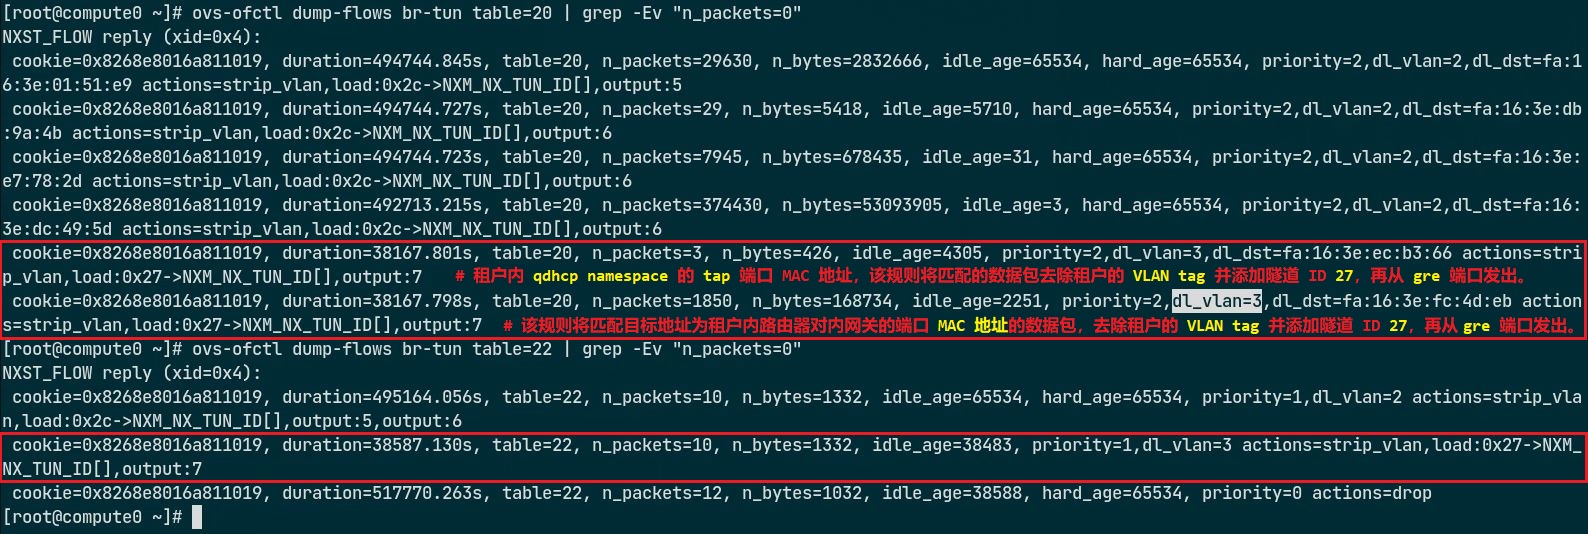 [root@compute0 ~]# ovs-ofctl dump-flows br-tun table=20 | grep -Ev "n_packets=0"
NXST_FLOW reply (xid=0x4):
 cookie=0x8268e8016a811019, duration=494744.845s, table=20, n_packets=29630, n_bytes=2832666, idle_age=65534, hard_age=65534, priority=2,dl_vlan=2,dl_dst=fa:1
6:3e:01:51:e9 actions=strip_vlan,load:0x2c->NXM_NX_TUN_ID[],output:5
 cookie=0x8268e8016a811019, duration=494744.727s, table=20, n_packets=29, n_bytes=5418, idle_age=5710, hard_age=65534, priority=2,dl_vlan=2,dl_dst=fa:16:3e:db
:9a:4b actions=strip_vlan,load:0x2c->NXM_NX_TUN_ID[],output:6
 cookie=0x8268e8016a811019, duration=494744.723s, table=20, n_packets=7945, n_bytes=678435, idle_age=31, hard_age=65534, priority=2,dl_vlan=2,dl_dst=fa:16:3e:
e7:78:2d actions=strip_vlan,load:0x2c->NXM_NX_TUN_ID[],output:6
 cookie=0x8268e8016a811019, duration=492713.215s, table=20, n_packets=374430, n_bytes=53093905, idle_age=3, hard_age=65534, priority=2,dl_vlan=2,dl_dst=fa:16:
3e:dc:49:5d actions=strip_vlan,load:0x2c->NXM_NX_TUN_ID[],output:6
 cookie=0x8268e8016a811019, duration=38167.801s, table=20, n_packets=3, n_bytes=426, idle_age=4305, priority=2,dl_vlan=3,dl_dst=fa:16:3e:ec:b3:66 actions=stri
p_vlan,load:0x27->NXM_NX_TUN_ID[],output:7 # 租户内 qdhcp namespace 的 tap 端口 MAC 地址，该规则将匹配的数据包去除租户的 VLAN tag 并添加隧道 ID 27，再从 gre 端口发出。
 cookie=0x8268e8016a811019, duration=38167.798s, table=20, n_packets=1850, n_bytes=168734, idle_age=2251, priority=2,dl_vlan=3,dl_dst=fa:16:3e:fc:4d:eb action
s=strip_vlan,load:0x27->NXM_NX_TUN_ID[],output:7 # 该规则将匹配目标地址为租户内路由器对内网关的端口 MAC 地址的数据包，去除租户的 VLAN tag 并添加隧道 ID 27，再从 gre 端口发出。
[root@compute0 ~]# ovs-ofctl dump-flows br-tun table=22 | grep -Ev "n_packets=0"
NXST_FLOW reply (xid=0x4):
 cookie=0x8268e8016a811019, duration=495164.056s, table=22, n_packets=10, n_bytes=1332, idle_age=65534, hard_age=65534, priority=1,dl_vlan=2 actions=strip_vla
n,load:0x2c->NXM_NX_TUN_ID[],output:5,output:6
 cookie=0x8268e8016a811019, duration=38587.130s, table=22, n_packets=10, n_bytes=1332, idle_age=38483, priority=1,dl_vlan=3 actions=strip_vlan,load:0x27->NXM_
NX_TUN_ID[],output:7
 cookie=0x8268e8016a811019, duration=517770.263s, table=22, n_packets=12, n_bytes=1032, idle_age=38588, hard_age=65534, priority=0 actions=drop
[root@compute0 ~]#